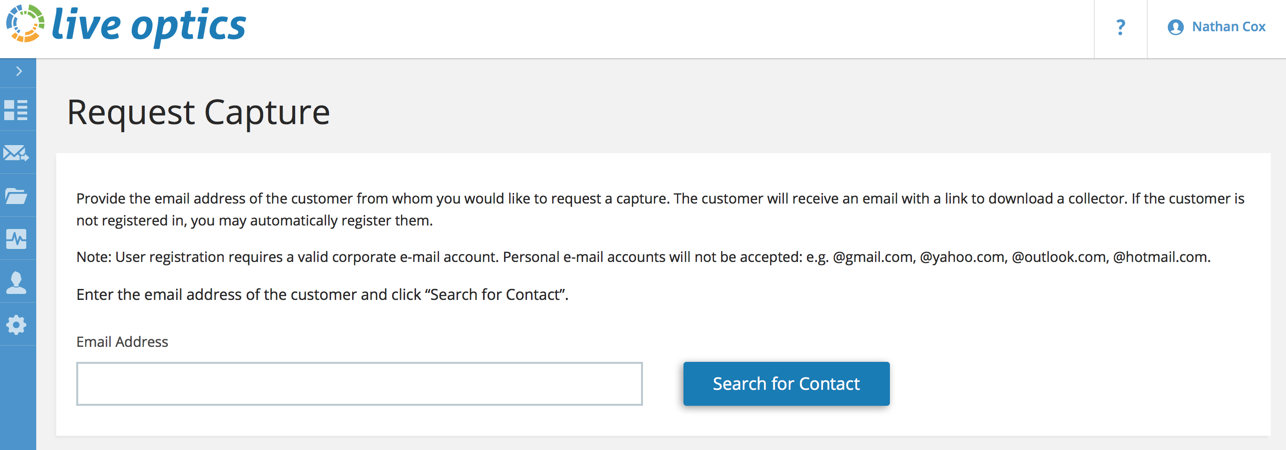 live optics
?
Nathan Cox
Request Capture
Provide the email address of the customer from whom you would like to request a capture. The customer will receive an email with a link to download a collector. If the customer is
not registered in, you may automatically register them.
Note: User registration requires a valid corporate e-mail account. Personal e-mail accounts will not be accepted: e.g. @gmail.com, @yahoo.com, @outlook.com, @hotmail.com.
Enter the email address of the customer and click “Search for Contact”.
Email Address
Search for Contact